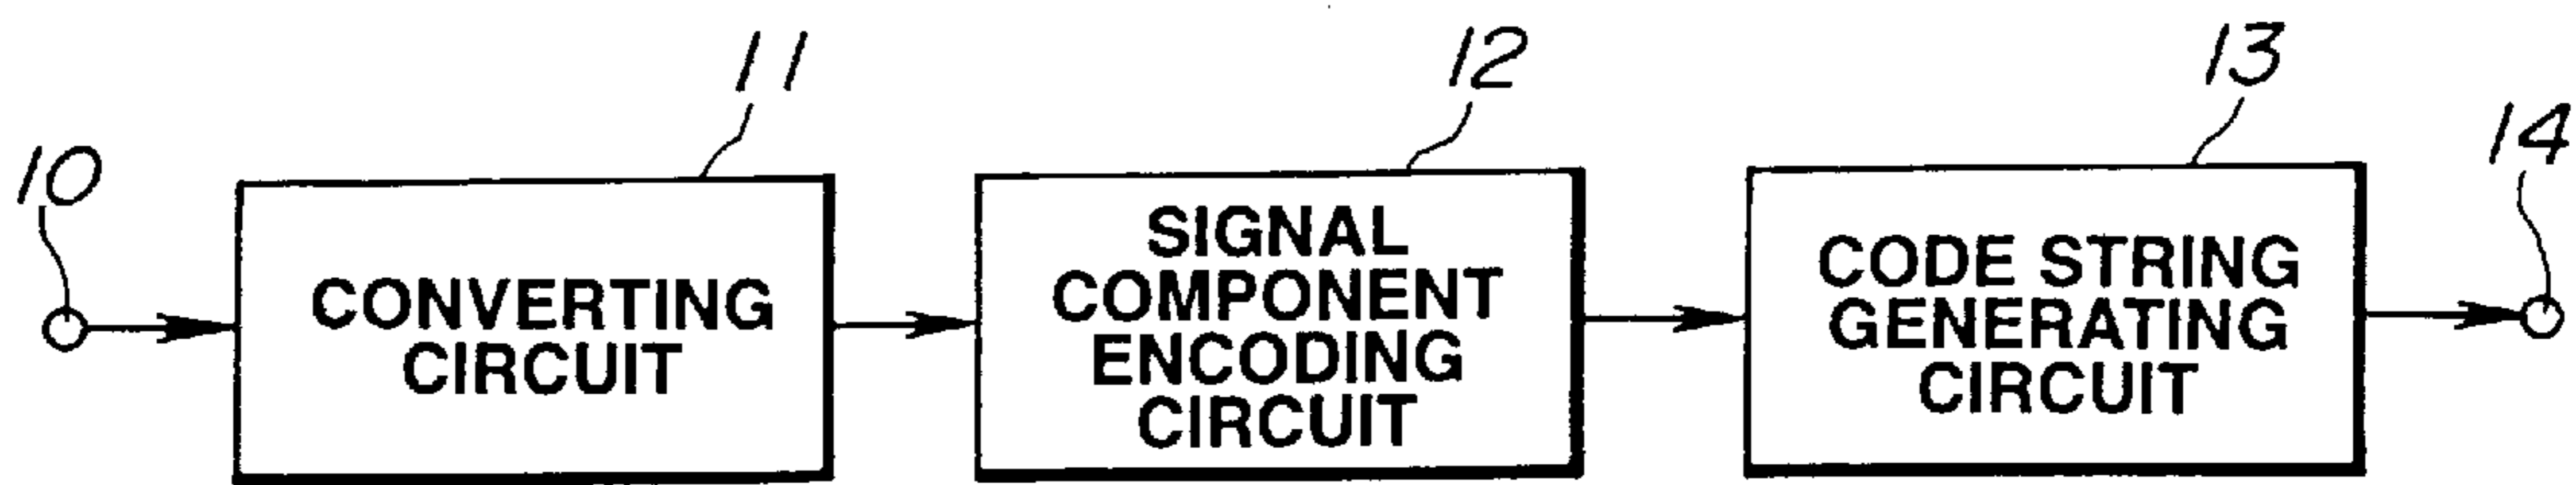 10
11
12
13
14
CONVERTING
CIRCUIT
SIGNAL
COMPONENT
ENCODING
CIRCUIT
CODE STRING
GENERATING
CIRCUIT